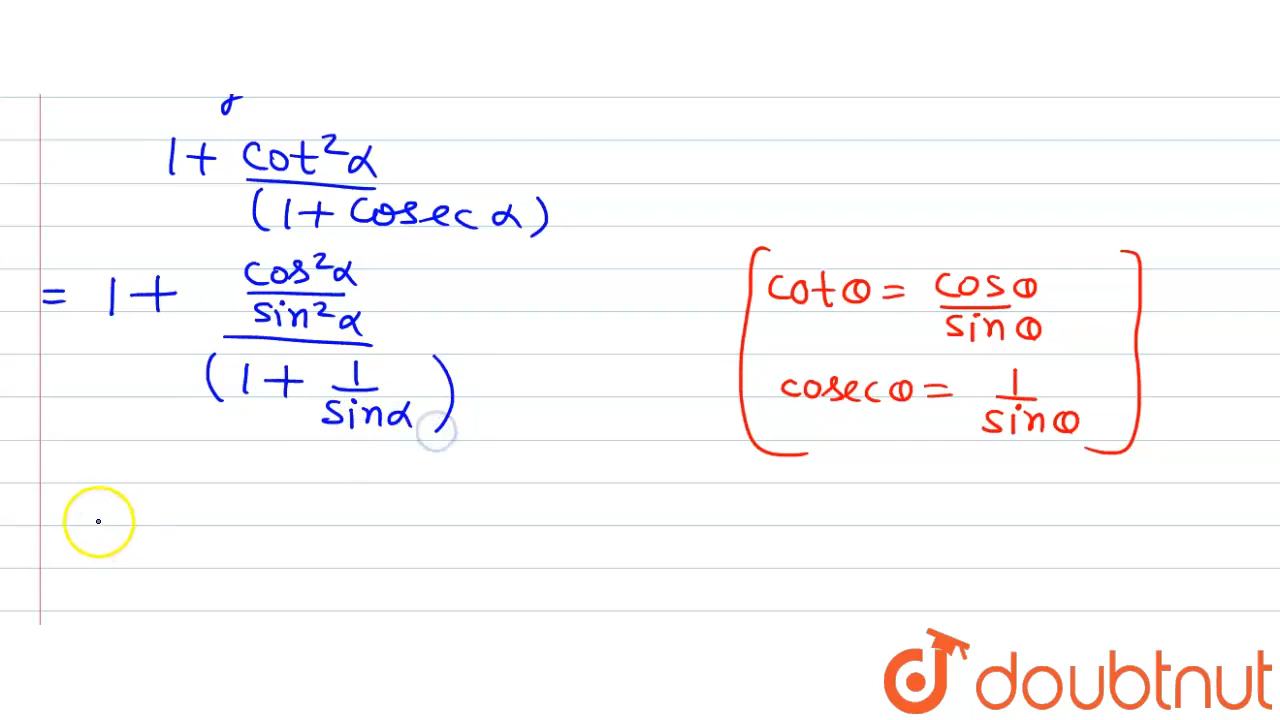 1 + cot²α
(1 + cosec α)
= 1 + cos²α
sin²α
(1 + 1
sinα)
cotθ = cosθ
sinθ
cosecθ = 1
sinθ
doubtnut